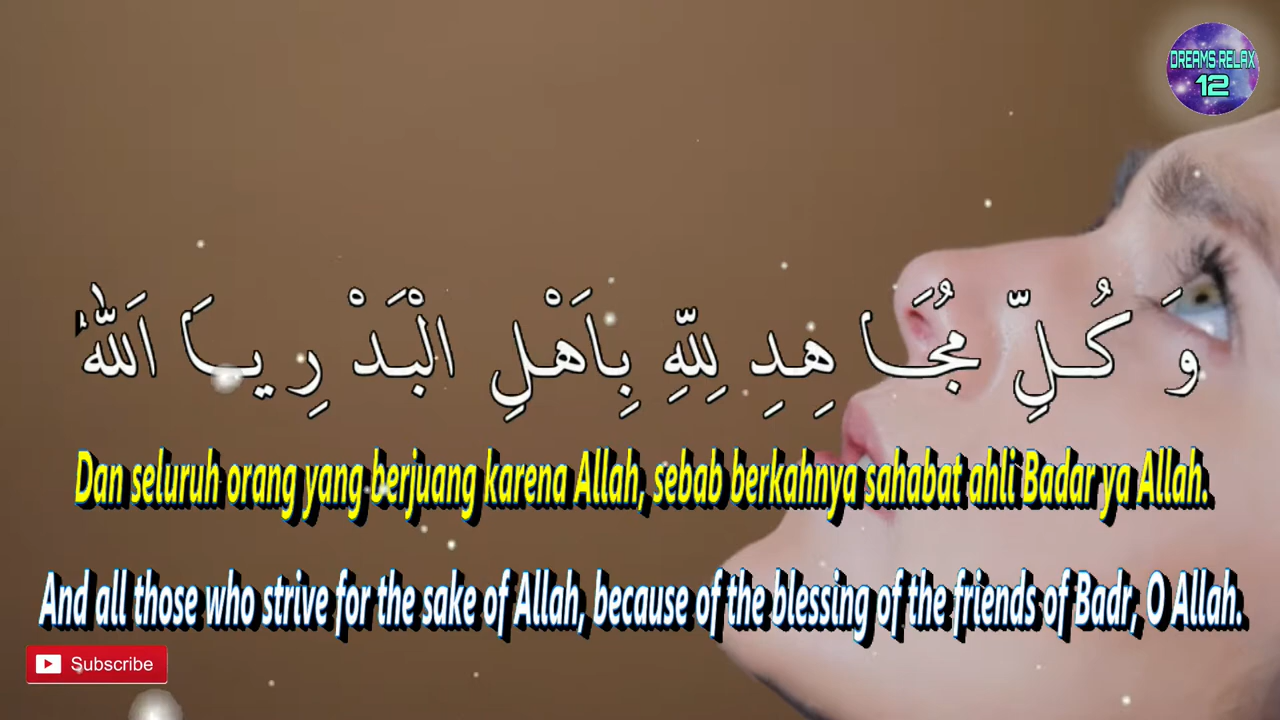 DREAMS RELAX
12
وَ كُلِّ مُجَا هِدِ لِلّٰهِ بِاَهْلِ الْبَدْ رِ يـَا اَللّٰهُ
Dan seluruh orang yang berjuang karena Allah, sebab berkahnya sahabat ahli Badar ya Allah.
And all those who strive for the sake of Allah, because of the blessing of the friends of Badr, O Allah.
Subscribe